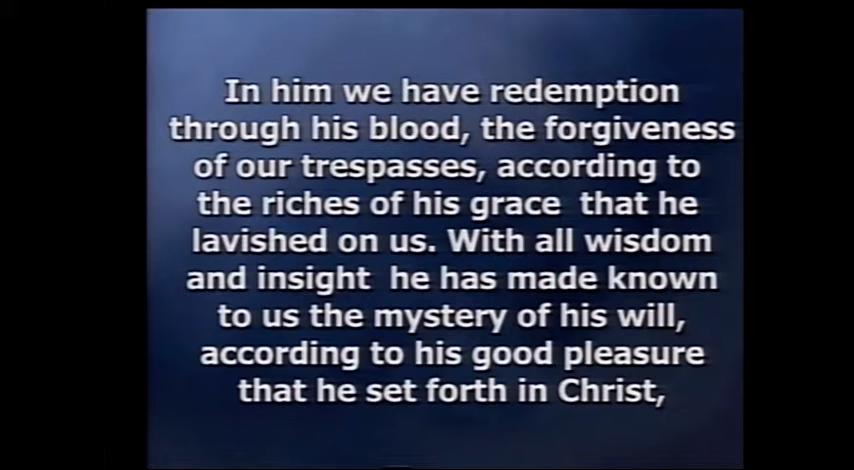 In him we have redemption
through his blood, the forgiveness
of our trespasses, according to
the riches of his grace  that he
lavished on us. With all wisdom
and insight  he has made known
to us the mystery of his will,
according to his good pleasure
that he set forth in Christ,